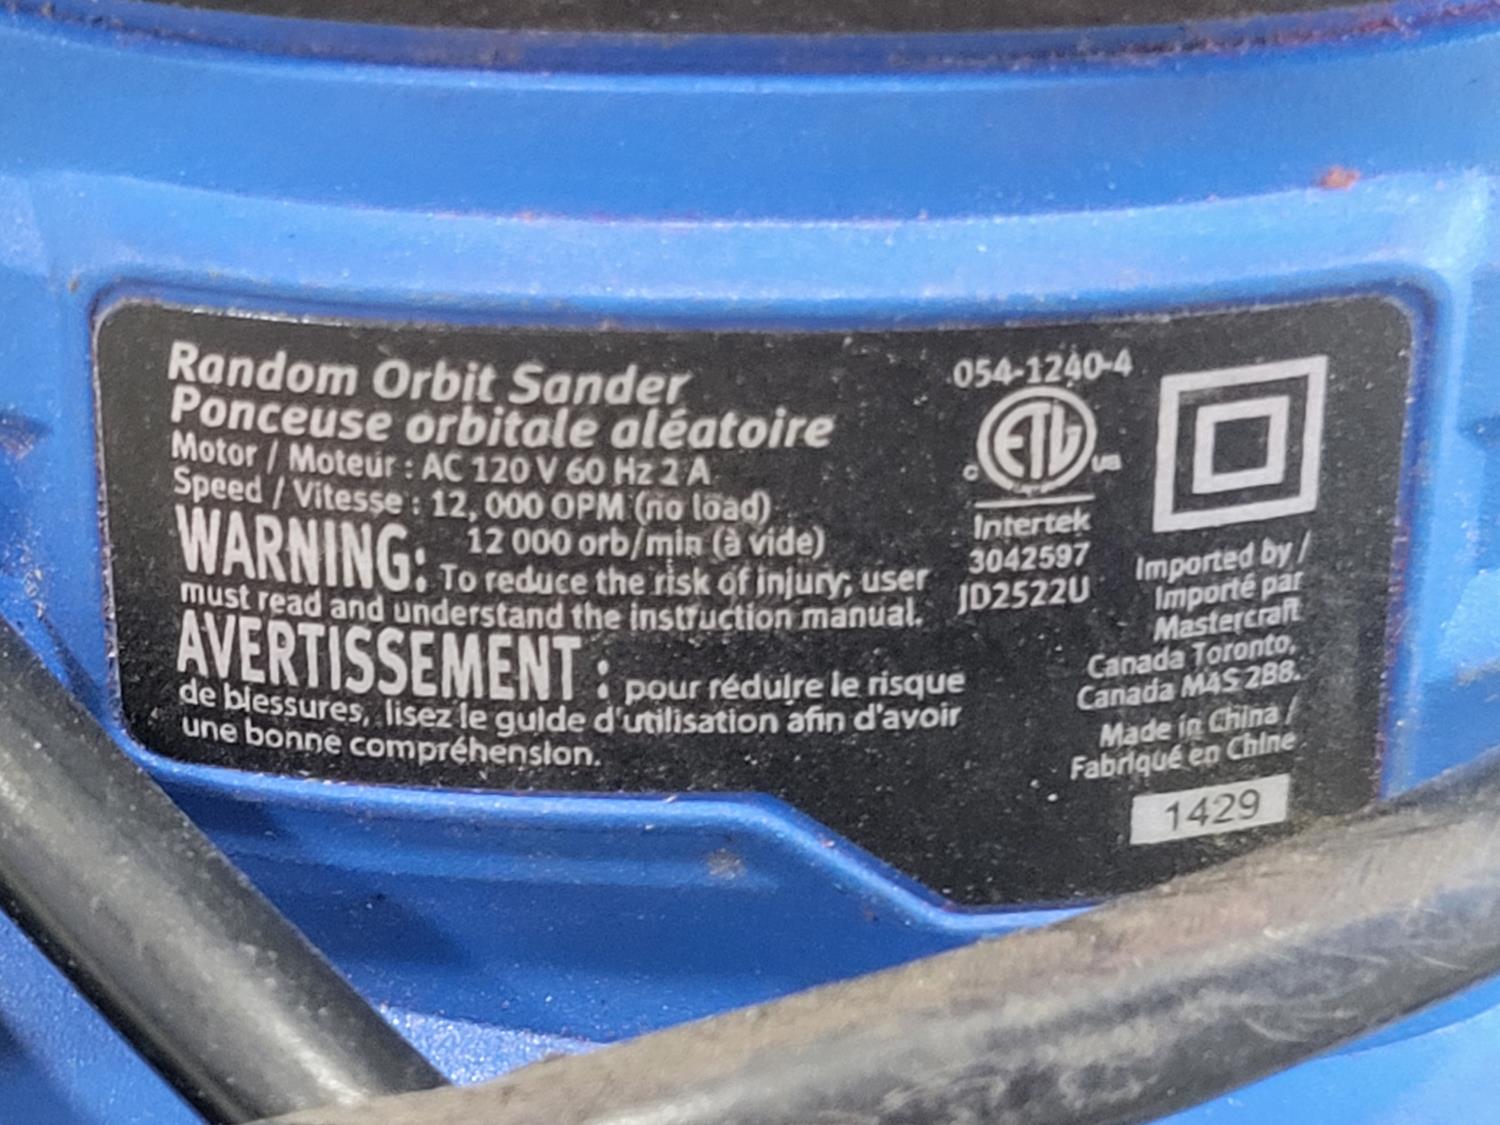 Random Orbit Sander
Ponceuse orbitale aléatoire
Motor / Moteur : AC 120 V 60 Hz 2 A
Speed / Vitesse : 12, 000 OPM (no load)
12 000 orb/min (à vide)
WARNING: To reduce the risk of injury, user
must read and understand the instruction manual.
AVERTISSEMENT : pour réduire le risque
de blessures, lisez le guide d'utilisation afin d'avoir
une bonne compréhension.
054-1240-4
ETL
c us
Intertek
3042597
JD2522U
Imported by /
Importé par
Mastercraft
Canada Toronto,
Canada M4S 2B8.
Made in China /
Fabriqué en Chine
1429